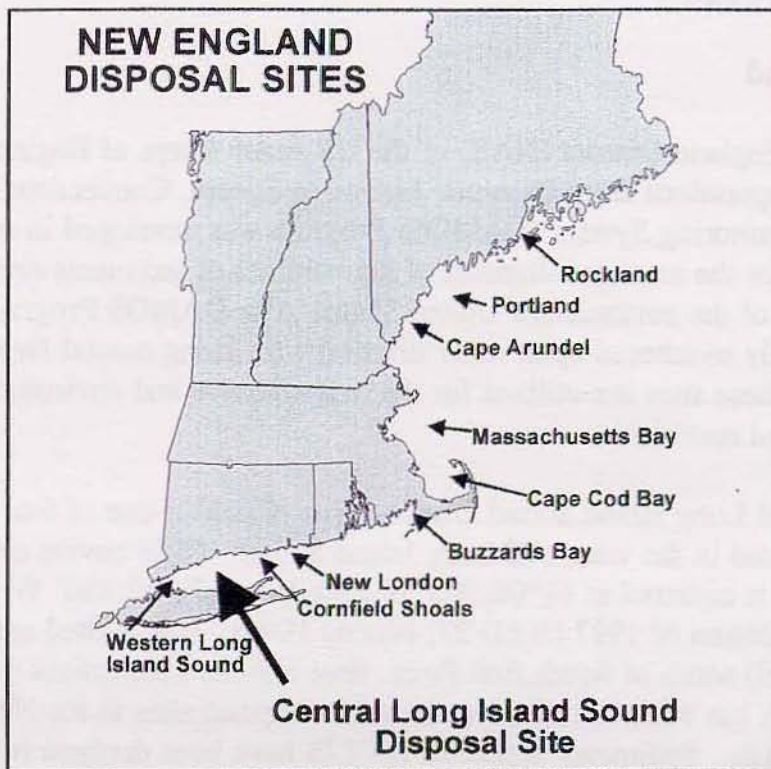 NEW ENGLAND
DISPOSAL SITES
Rockland
Portland
Cape Arundel
Massachusetts Bay
Cape Cod Bay
Buzzards Bay
New London
Cornfield Shoals
Western Long
Island Sound
Central Long Island Sound
Disposal Site